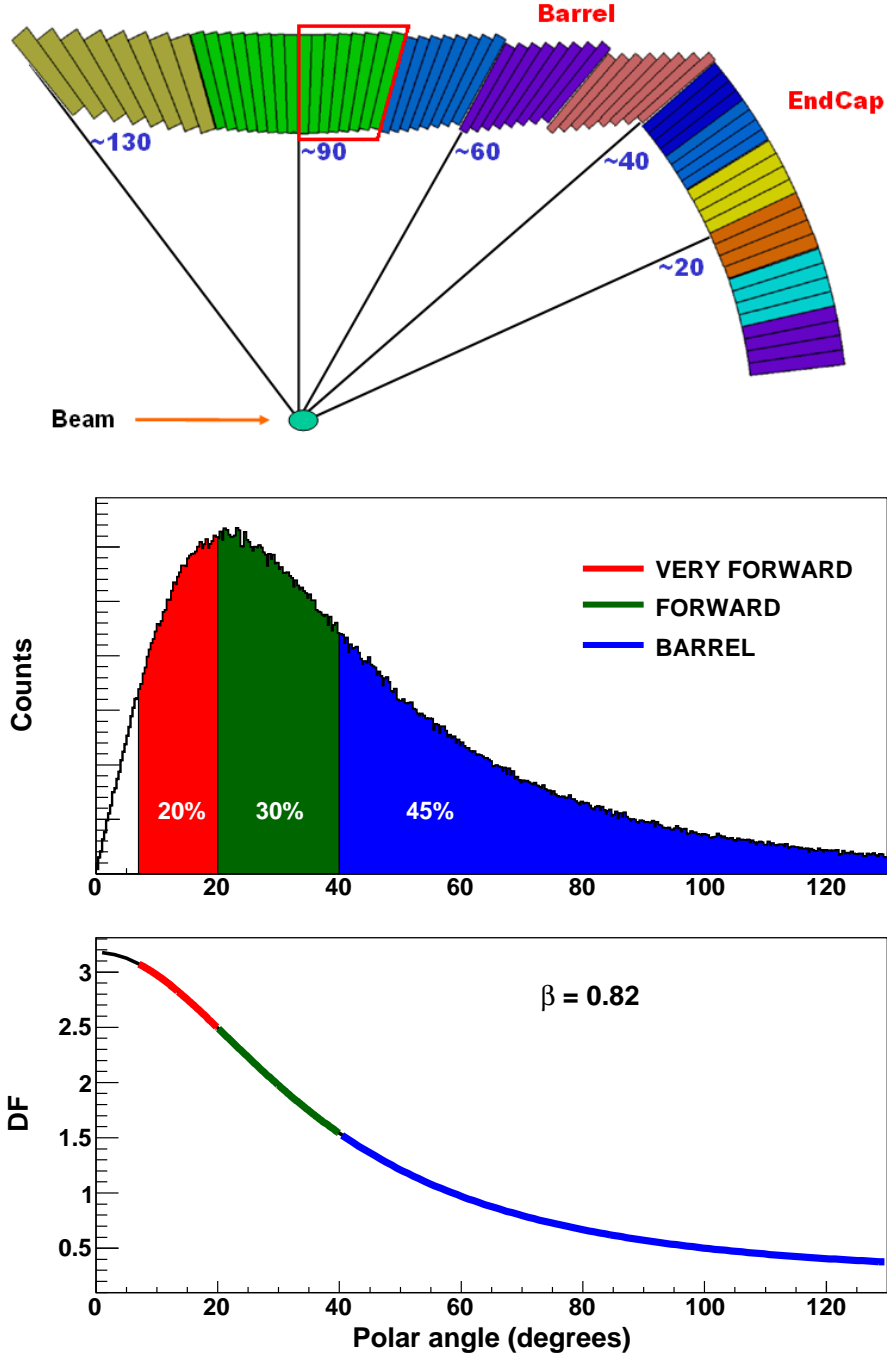 Barrel
EndCap
~130
~90
~60
~40
~20
Beam
Counts
VERY FORWARD
FORWARD
BARREL
20%
30%
45%
0 20 40 60 80 100 120
DF
3
2.5
2
1.5
1
0.5
β = 0.82
0 20 40 60 80 100 120
Polar angle (degrees)